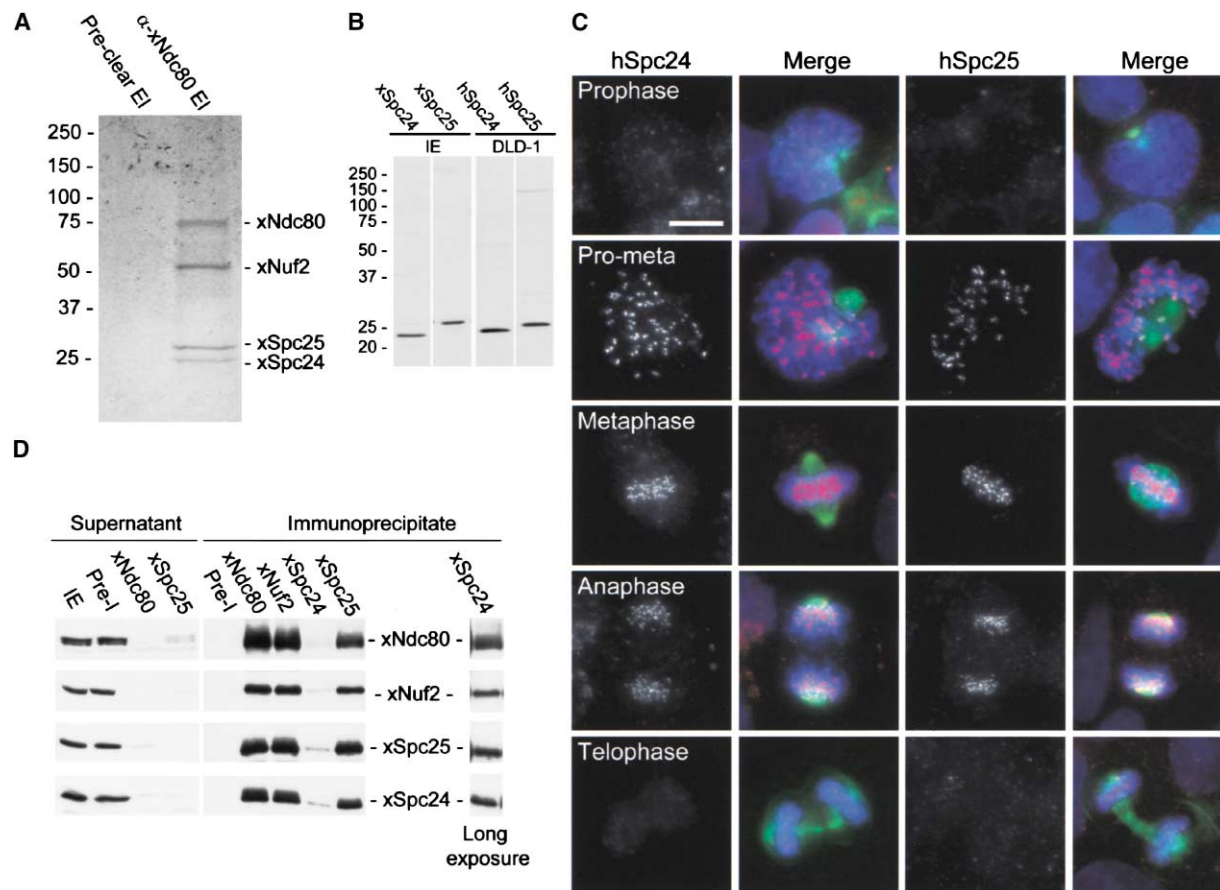 A
Pre-clear El
α-xNdc80 El
250 -
150 -
100 -
75 -
50 -
37 -
25 -
- xNdc80
- xNuf2
- xSpc25
- xSpc24
B
xSpc24
xSpc25
hSpc24
hSpc25
IE
DLD-1
250 -
150 -
100 -
75 -
50 -
37 -
25 -
20 -
C
hSpc24
Merge
hSpc25
Merge
Prophase
Pro-meta
Metaphase
Anaphase
Telophase
D
Supernatant
Immunoprecipitate
IE
Pre-I
xNdc80
xSpc25
Pre-I
xNdc80
xNuf2
xSpc24
xSpc25
xSpc24
- xNdc80 -
- xNuf2 -
- xSpc25 -
- xSpc24 -
Long
exposure